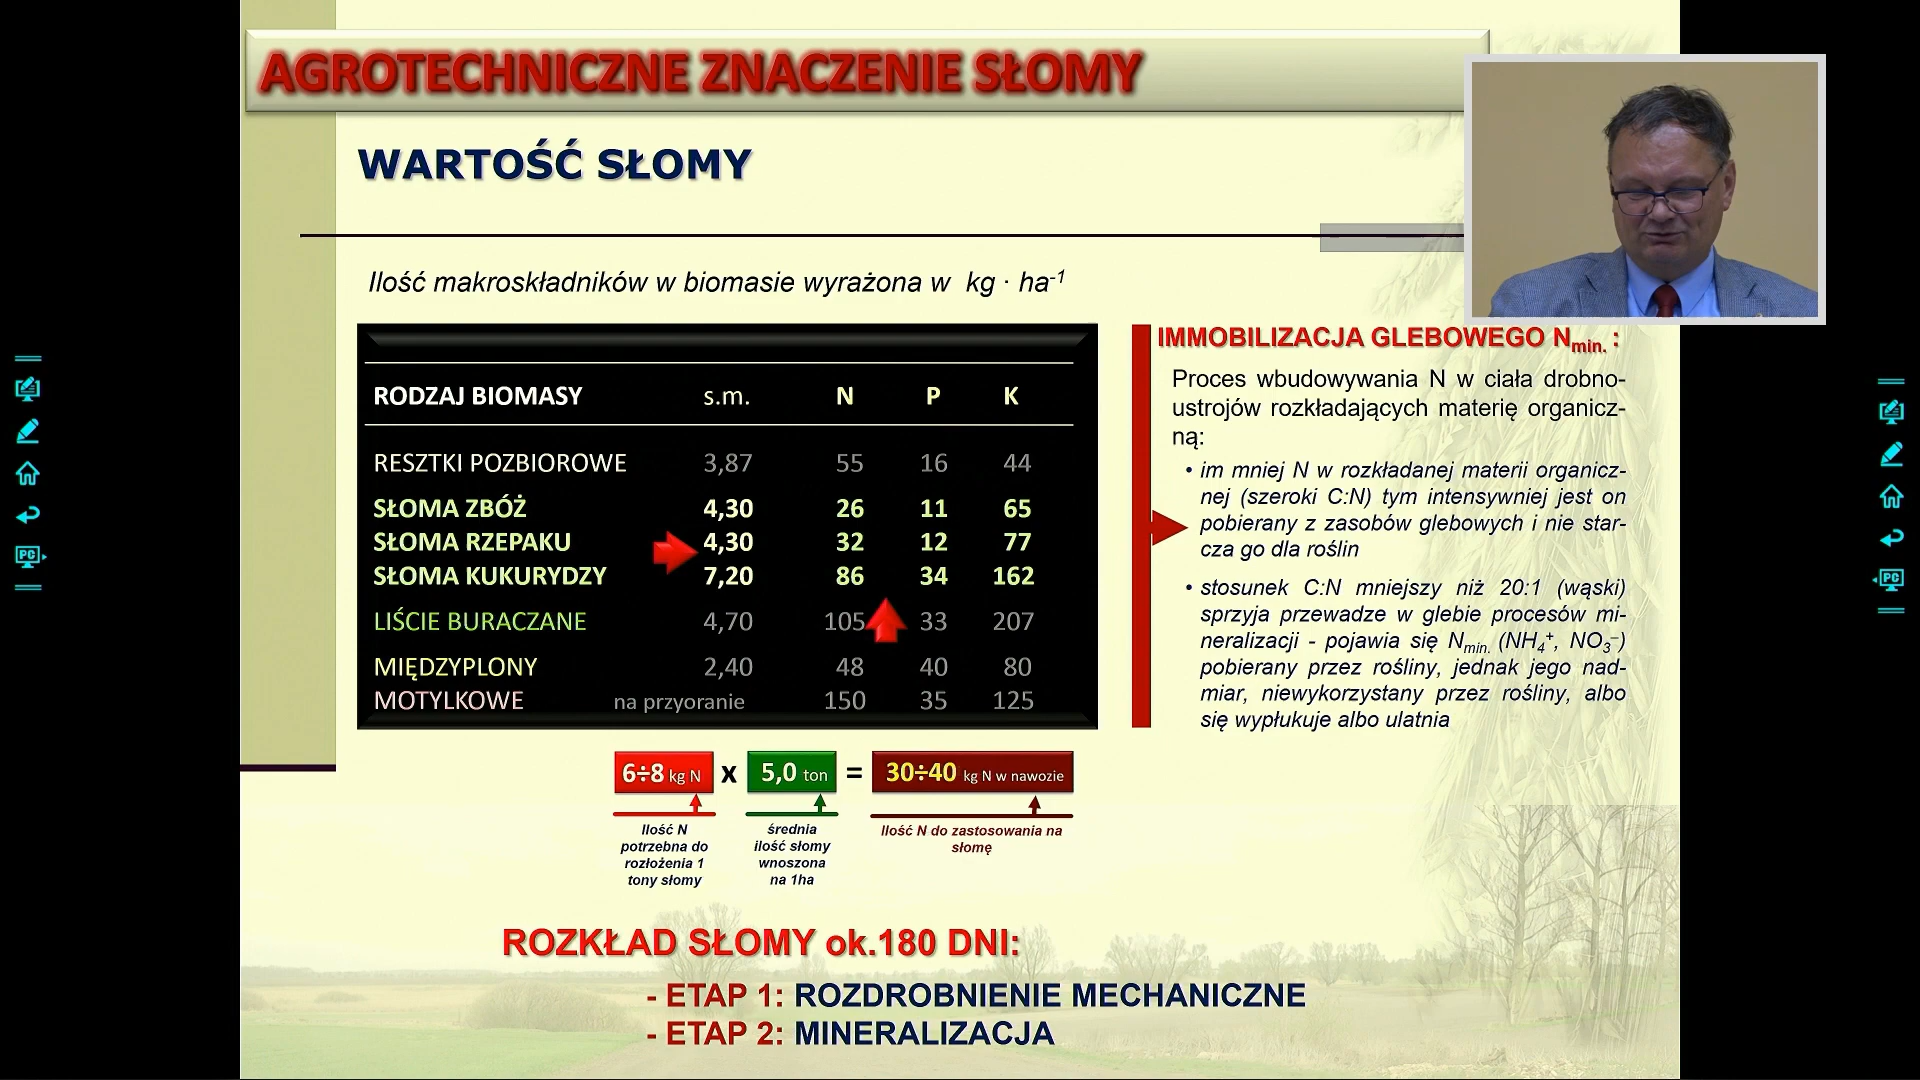 AGROTECHNICZNE ZNACZENIE SŁOMY
WARTOŚĆ SŁOMY
Ilość makroskładników w biomasie wyrażona w kg · ha⁻¹
RODZAJ BIOMASY s.m. N P K
RESZTKI POZBIOROWE 3,87 55 16 44
SŁOMA ZBÓŻ 4,30 26 11 65
SŁOMA RZEPAKU 4,30 32 12 77
SŁOMA KUKURYDZY 7,20 86 34 162
LIŚCIE BURACZANE 4,70 105 33 207
MIĘDZYPLONY 2,40 48 40 80
MOTYLKOWE na przyoranie 150 35 125
IMMOBILIZACJA GLEBOWEGO Nmin. :
Proces wbudowywania N w ciała drobno-
ustrojów rozkładających materię organicz-
ną:
• im mniej N w rozkładanej materii organicz-
nej (szeroki C:N) tym intensywniej jest on
pobierany z zasobów glebowych i nie star-
cza go dla roślin
• stosunek C:N mniejszy niż 20:1 (wąski)
sprzyja przewadze w glebie procesów mi-
neralizacji - pojawia się Nmin. (NH₄⁺, NO₃⁻)
pobierany przez rośliny, jednak jego nad-
miar, niewykorzystany przez rośliny, albo
się wypłukuje albo ulatnia
6÷8 kg N x 5,0 ton = 30÷40 kg N w nawozie
Ilość N
potrzebna do
rozłożenia 1
tony słomy
średnia
ilość słomy
wnoszona
na 1ha
Ilość N do zastosowania na
słomę
ROZKŁAD SŁOMY ok.180 DNI:
- ETAP 1: ROZDROBNIENIE MECHANICZNE
- ETAP 2: MINERALIZACJA
PC
PC